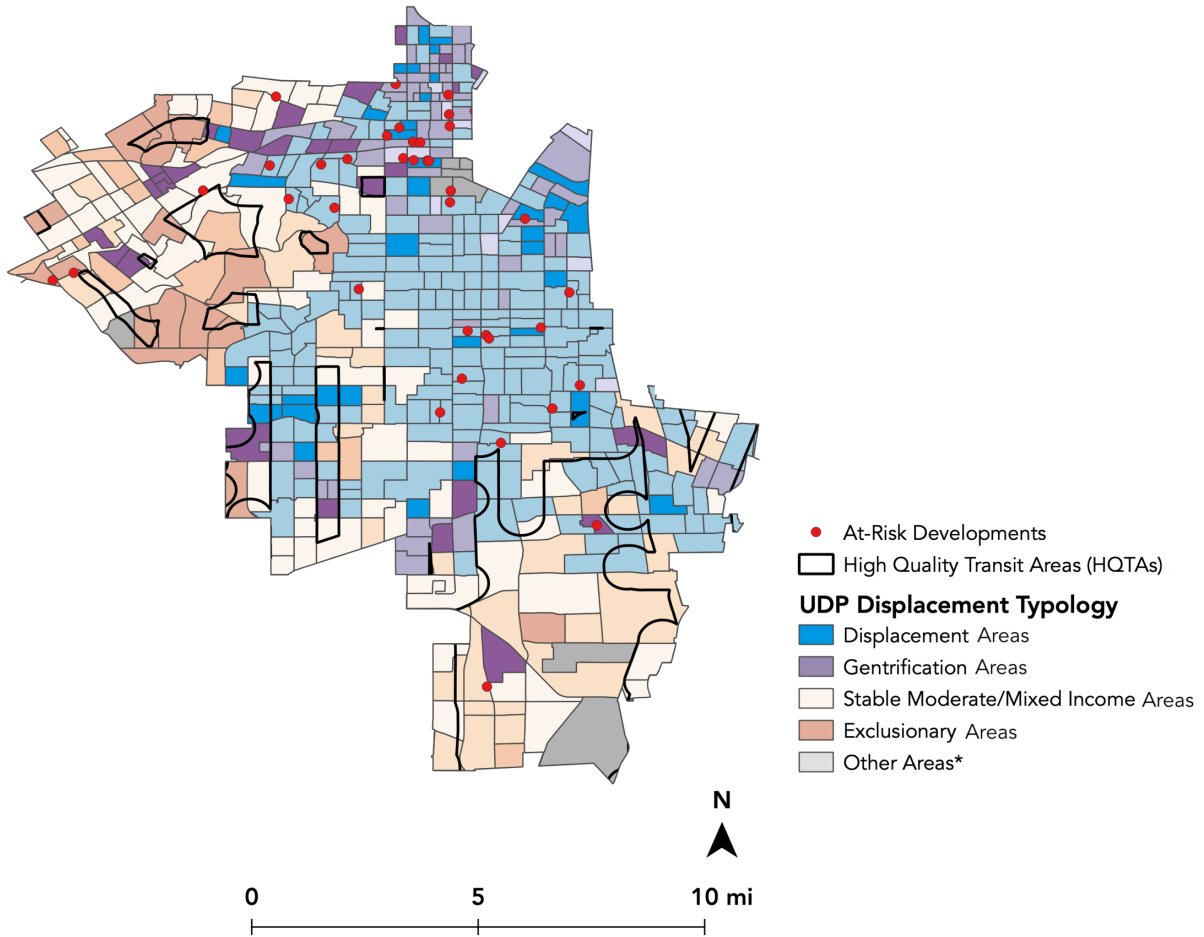 At-Risk Developments
High Quality Transit Areas (HQTAs)
UDP Displacement Typology
Displacement Areas
Gentrification Areas
Stable Moderate/Mixed Income Areas
Exclusionary Areas
Other Areas*
N
0 5 10 mi